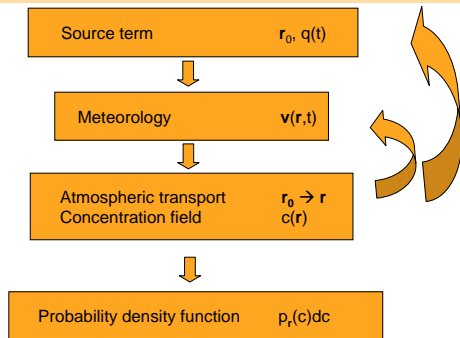 Source term r₀, q(t)
Meteorology v(r,t)
Atmospheric transport r₀ → r
Concentration field c(r)
Probability density function pᵣ(c)dc